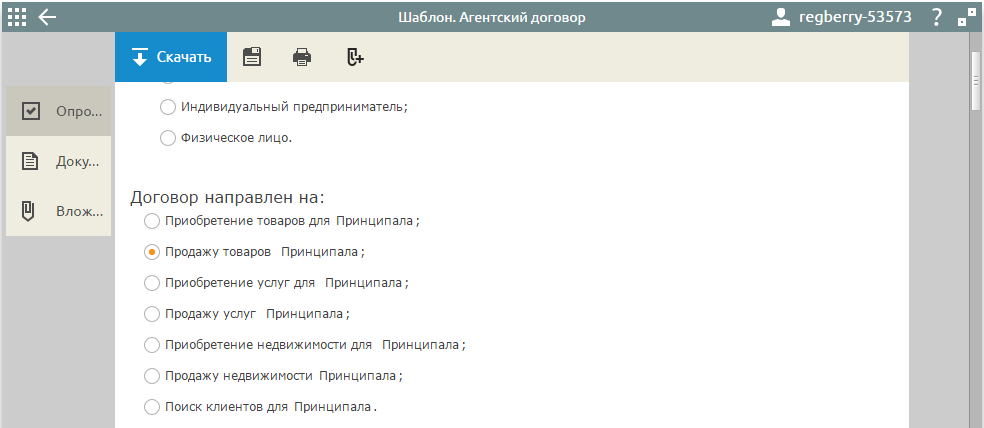 Шаблон. Агентский договор
regberry-53573
?
Скачать
Опро...
Доку...
Влож...
Индивидуальный предприниматель;
Физическое лицо.
Договор направлен на:
Приобретение товаров для Принципала;
Продажу товаров Принципала;
Приобретение услуг для Принципала;
Продажу услуг Принципала;
Приобретение недвижимости для Принципала;
Продажу недвижимости Принципала;
Поиск клиентов для Принципала.